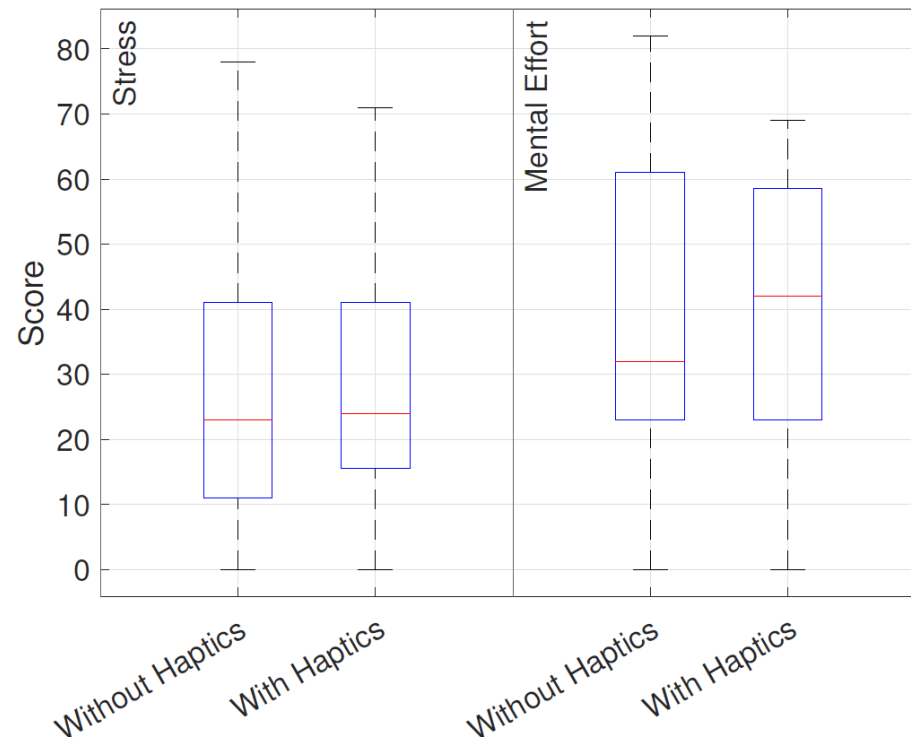 Stress
Mental Effort
Score
80
70
60
50
40
30
20
10
0
Without Haptics
With Haptics
Without Haptics
With Haptics